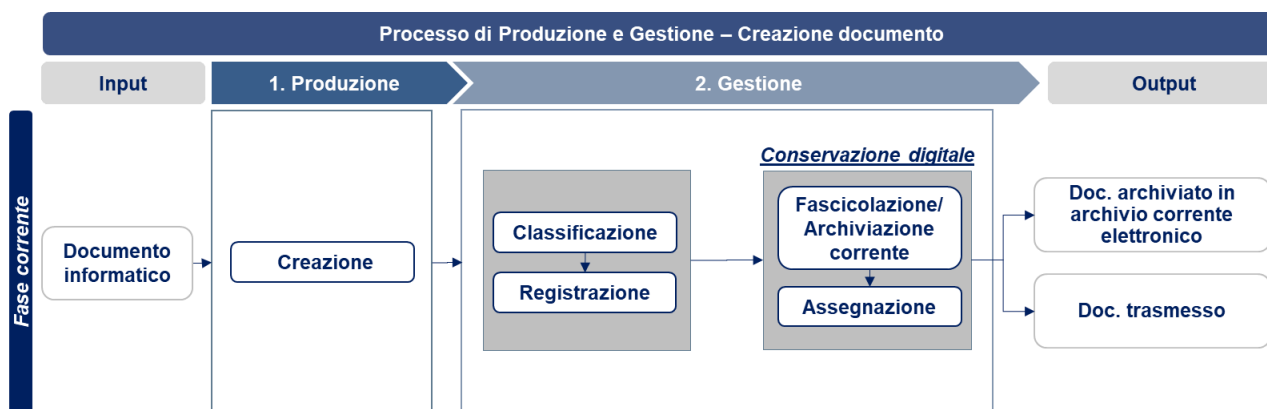 Processo di Produzione e Gestione – Creazione documento
Input
1. Produzione
2. Gestione
Output
Fase corrente
Documento
informatico
Creazione
Classificazione
Registrazione
Conservazione digitale
Fascicolazione/
Archiviazione
corrente
Assegnazione
Doc. archiviato in
archivio corrente
elettronico
Doc. trasmesso